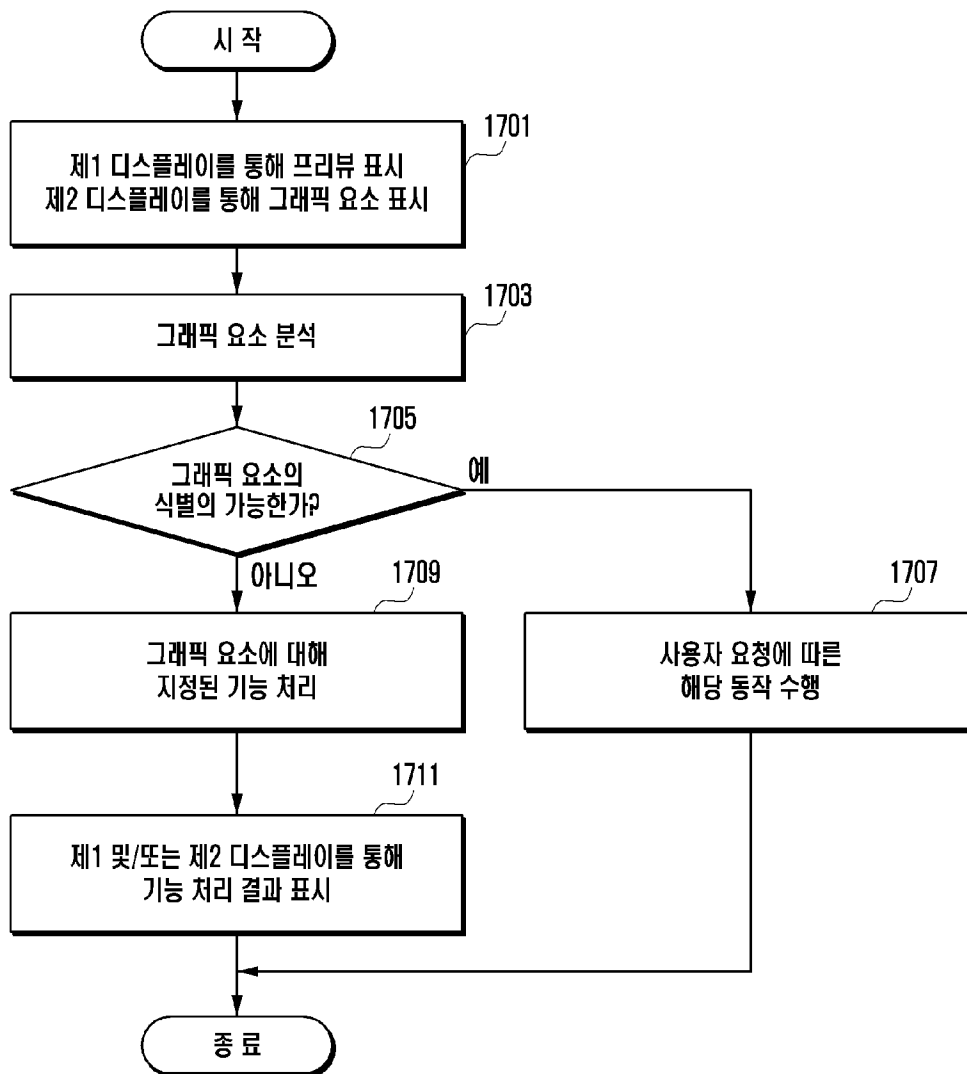 시 작
1701
제1 디스플레이를 통해 프리뷰 표시
제2 디스플레이를 통해 그래픽 요소 표시
1703
그래픽 요소 분석
1705
그래픽 요소의
식별의 가능한가?
예
아니오
1709
그래픽 요소에 대해
지정된 기능 처리
1707
사용자 요청에 따른
해당 동작 수행
1711
제1 및/또는 제2 디스플레이를 통해
기능 처리 결과 표시
종 료